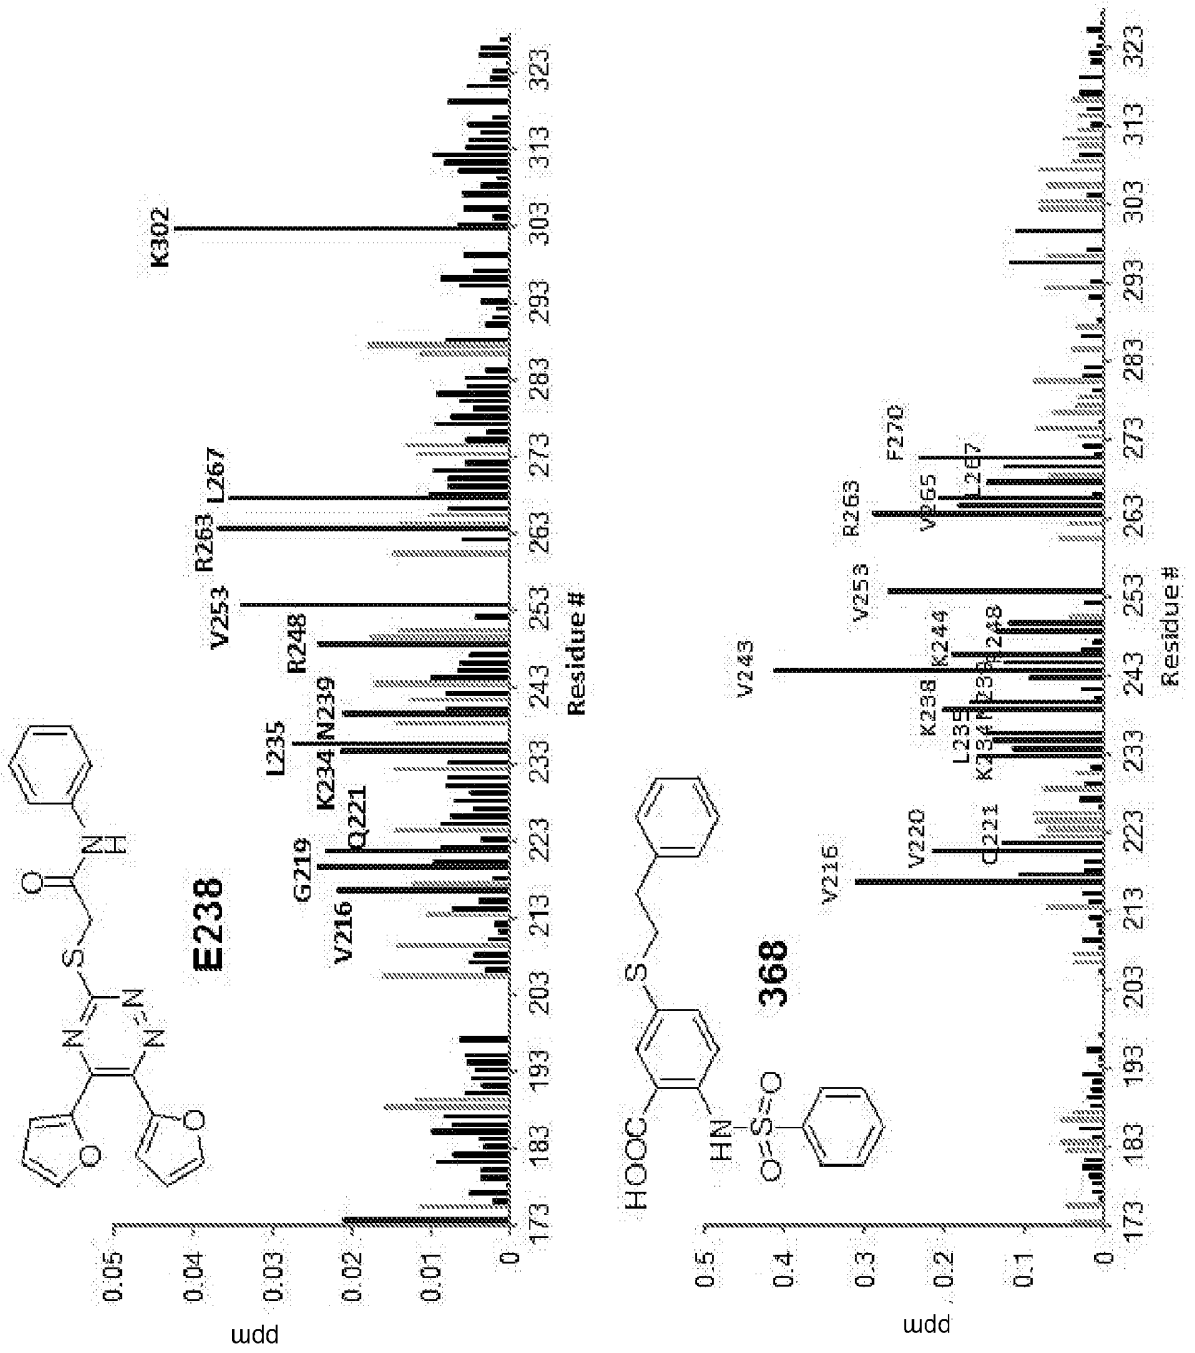 E238
O
N
H
S
N
N
N
O
O
ppm
0.05
0.04
0.03
0.02
0.01
0
V216
G219
Q221
K234
L235
N239
R248
V253
R263
L267
K302
173
183
193
203
213
223
233
243
253
263
273
283
293
303
313
323
Residue #
368
HOOC
HN
S
O
O
S
ppm
0.5
0.4
0.3
0.2
0.1
0
V216
V220
Q221
K234
L235
K238
N239
V243
K244
R248
V253
R263
V265
L267
F270
173
183
193
203
213
223
233
243
253
263
273
283
293
303
313
323
Residue #